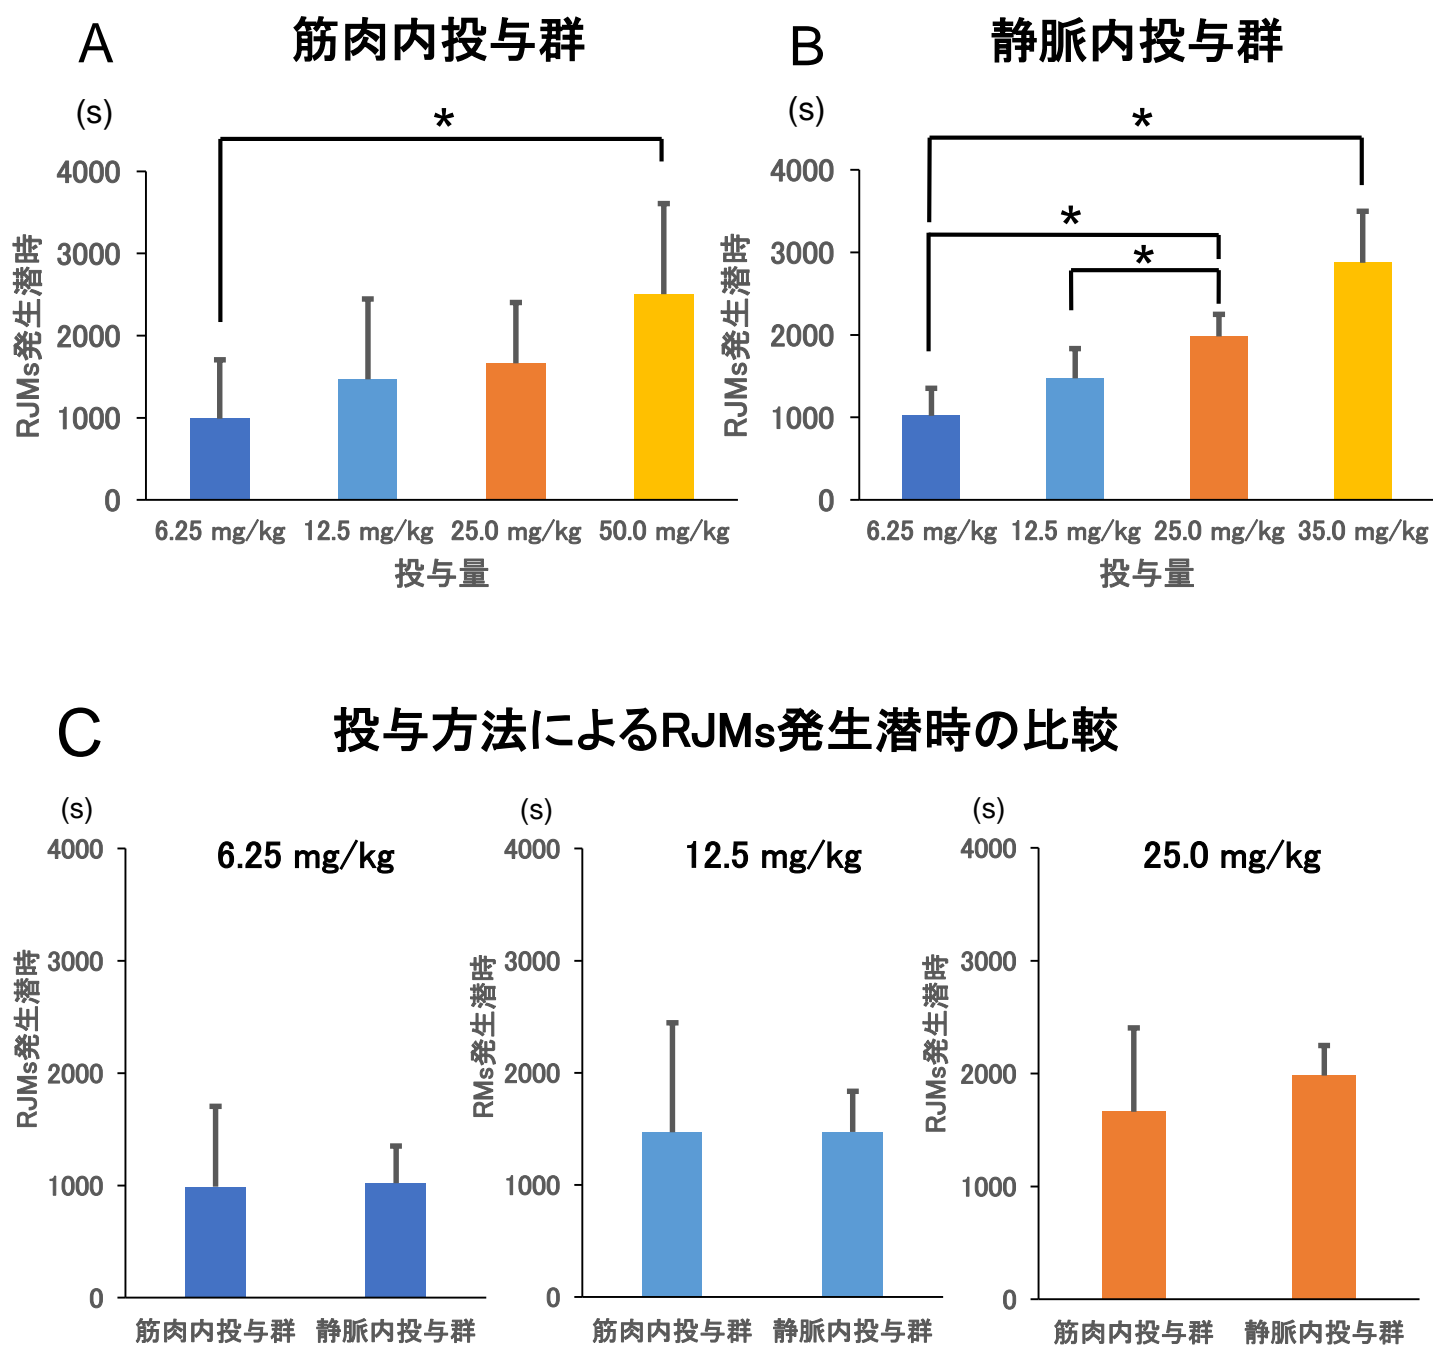 A
筋肉内投与群
(s)
*
4000
3000
2000
1000
0
RJMs発生潜時
6.25 mg/kg
12.5 mg/kg
25.0 mg/kg
50.0 mg/kg
投与量
B
静脈内投与群
(s)
*
*
*
4000
3000
2000
1000
0
RJMs発生潜時
6.25 mg/kg
12.5 mg/kg
25.0 mg/kg
35.0 mg/kg
投与量
C
投与方法によるRJMs発生潜時の比較
(s)
6.25 mg/kg
4000
3000
2000
1000
0
RJMs発生潜時
筋肉内投与群
静脈内投与群
(s)
12.5 mg/kg
4000
3000
2000
1000
0
RMs発生潜時
筋肉内投与群
静脈内投与群
(s)
25.0 mg/kg
4000
3000
2000
1000
0
RJMs発生潜時
筋肉内投与群
静脈内投与群